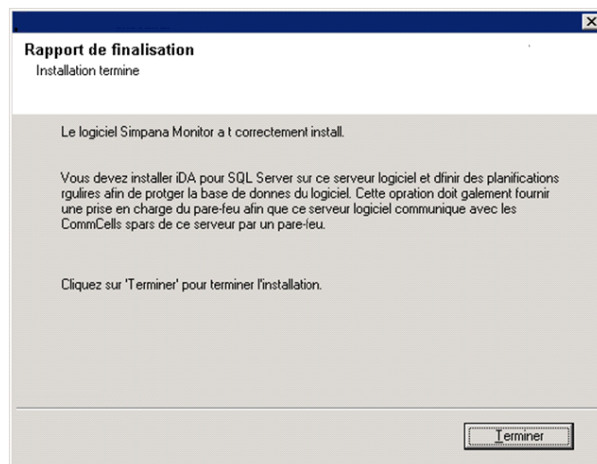 Rapport de finalisation
Installation termine
Le logiciel Simpana Monitor a t correctement install.
Vous devez installer iDA pour SQL Server sur ce serveur logiciel et dfinir des planifications
rgulires afin de protger la base de donnes du logiciel. Cette opration doit galement fournir
une prise en charge du pare-feu afin que ce serveur logiciel communique avec les
CommCells spars de ce serveur par un pare-feu.
Cliquez sur 'Terminer' pour terminer l'installation.
Terminer